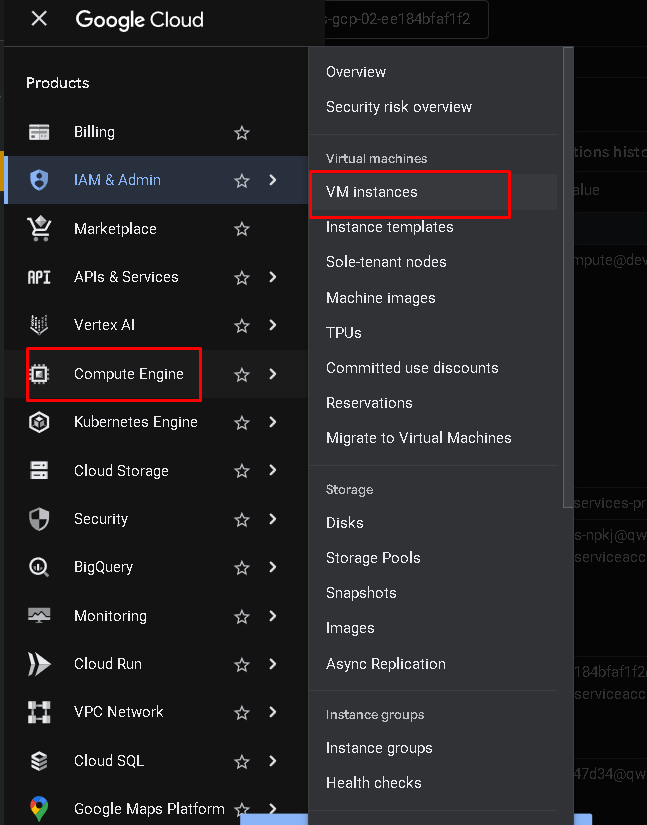 Google Cloud
s-gcp-02-ee184bfaf1f2
Products
Billing
IAM & Admin
Marketplace
API
APIs & Services
Vertex AI
Compute Engine
Kubernetes Engine
Cloud Storage
Security
BigQuery
Monitoring
Cloud Run
VPC Network
Cloud SQL
Google Maps Platform
Overview
Security risk overview
Virtual machines
VM instances
Instance templates
Sole-tenant nodes
Machine images
TPUs
Committed use discounts
Reservations
Migrate to Virtual Machines
Storage
Disks
Storage Pools
Snapshots
Images
Async Replication
Instance groups
Instance groups
Health checks
tions histo
alue
mpute@dev
services-pr
s-npkj@qw
serviceacc
184bfaf1f2
serviceacc
47d34@qw